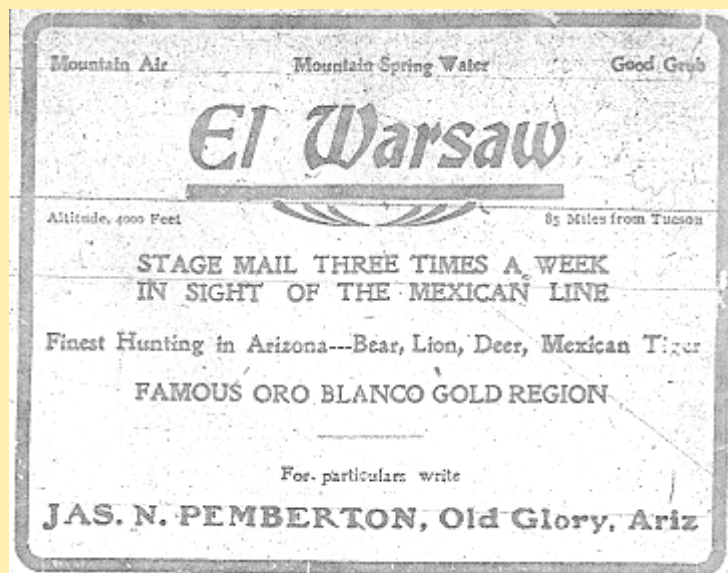 Mountain Air Mountain Spring Water Good Grub
El Warsaw
Altitude, 4000 Feet 85 Miles from Tucson
STAGE MAIL THREE TIMES A WEEK
IN SIGHT OF THE MEXICAN LINE
Finest Hunting in Arizona---Bear, Lion, Deer, Mexican Tiger
FAMOUS ORO BLANCO GOLD REGION
For particulars write
JAS. N. PEMBERTON, Old Glory, Ariz